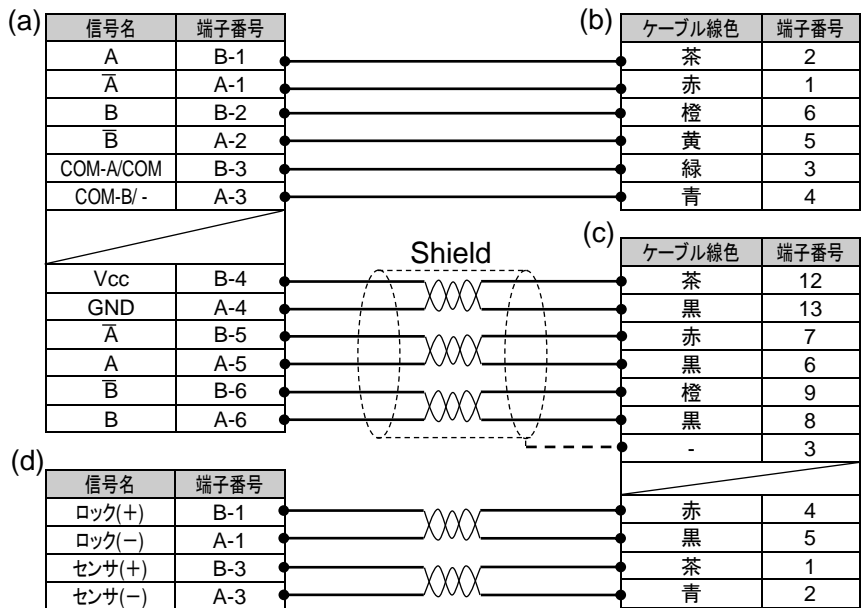 (a)
信号名 端子番号
A B-1
A̅ A-1
B B-2
B̅ A-2
COM-A/COM B-3
COM-B/ - A-3
Vcc B-4
GND A-4
A̅ B-5
A A-5
B̅ B-6
B A-6
(b)
ケーブル線色 端子番号
茶 2
赤 1
橙 6
黄 5
緑 3
青 4
Shield
(c)
ケーブル線色 端子番号
茶 12
黒 13
赤 7
黒 6
橙 9
黒 8
- 3
赤 4
黒 5
茶 1
青 2
(d)
信号名 端子番号
ロック(+) B-1
ロック(−) A-1
センサ(+) B-3
センサ(−) A-3